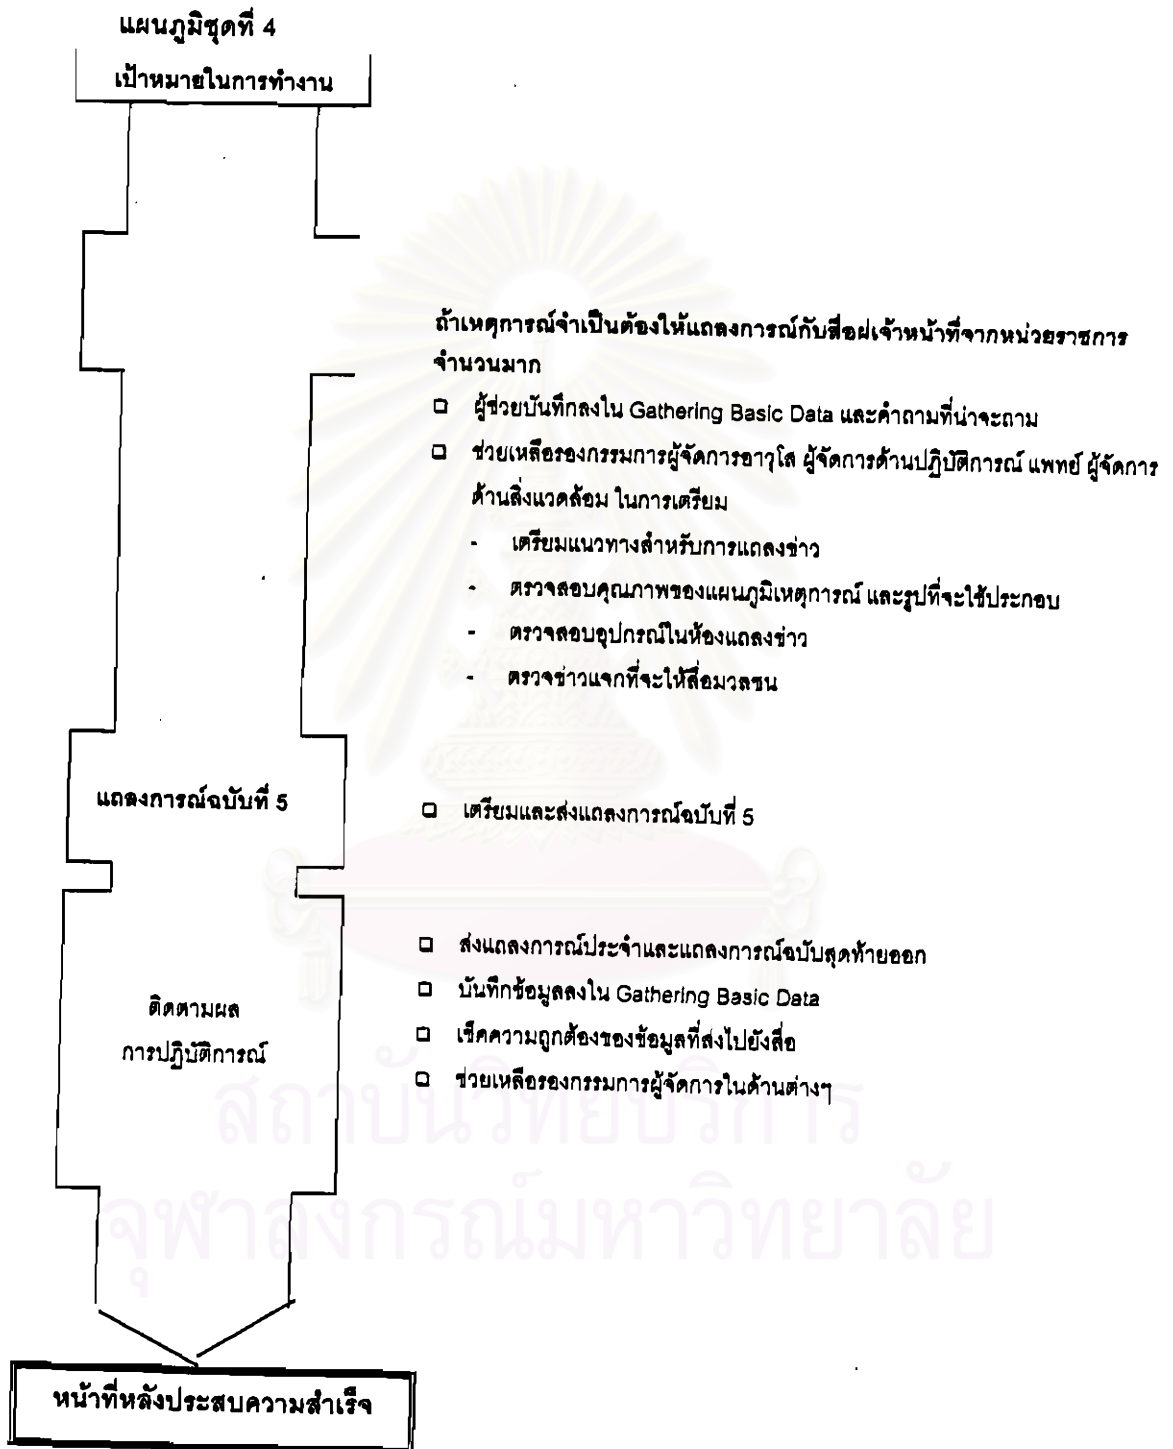 แผนภูมิชุดที่ 4
เป้าหมายในการทำงาน
ถ้าเหตุการณ์จำเป็นต้องให้แถลงการณ์กับสื่อฝเจ้าหน้าที่จากหน่วยราชการ
จำนวนมาก
❑ ผู้ช่วยบันทึกลงใน Gathering Basic Data และคำถามที่น่าจะถาม
❑ ช่วยเหลือรองกรรมการผู้จัดการอาวุโส ผู้จัดการด้านปฏิบัติการณ์ แพทย์ ผู้จัดการ
ด้านสิ่งแวดล้อม ในการเตรียม
- เตรียมแนวทางสำหรับการแถลงข่าว
- ตรวจสอบคุณภาพของแผนภูมิเหตุการณ์ และรูปที่จะใช้ประกอบ
- ตรวจสอบอุปกรณ์ในห้องแถลงข่าว
- ตรวจข่าวแจกที่จะให้สื่อมวลชน
แถลงการณ์ฉบับที่ 5
❑ เตรียมและส่งแถลงการณ์ฉบับที่ 5
❑ ส่งแถลงการณ์ประจำและแถลงการณ์ฉบับสุดท้ายออก
❑ บันทึกข้อมูลลงใน Gathering Basic Data
❑ เช็คความถูกต้องของข้อมูลที่ส่งไปยังสื่อ
❑ ช่วยเหลือรองกรรมการผู้จัดการในด้านต่างๆ
ติดตามผล
การปฏิบัติการณ์
สถาบันวิทยบริการ
จุฬาลงกรณ์มหาวิทยาลัย
หน้าที่หลังประสบความสำเร็จ